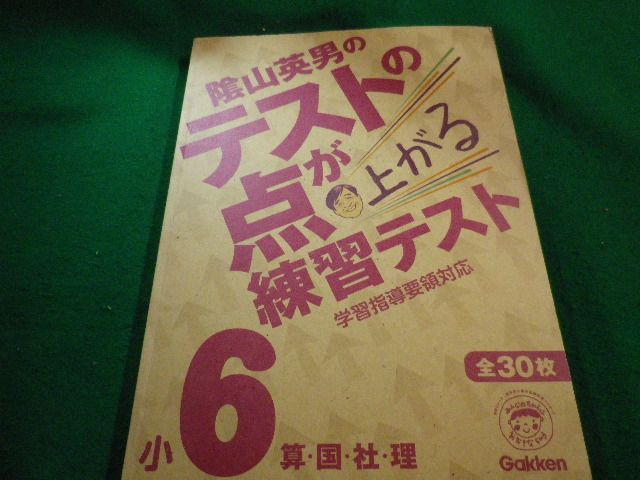 陰山英男の
テストの
点が
上がる
練習テスト
学習指導要領対応
全30枚
小6
算・国・社・理
Gakken